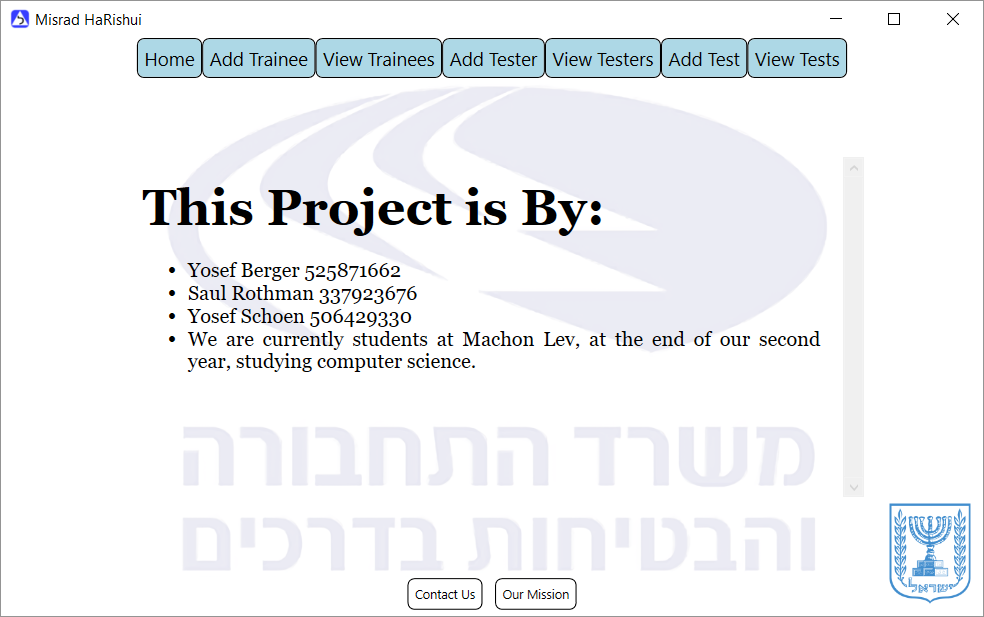 Misrad HaRishui
Home Add Trainee View Trainees Add Tester View Testers Add Test View Tests
This Project is By:
• Yosef Berger 525871662
• Saul Rothman 337923676
• Yosef Schoen 506429330
• We are currently students at Machon Lev, at the end of our second
year, studying computer science.
משרד התחבורה
והבטיחות בדרכים
Contact Us Our Mission
ישראל